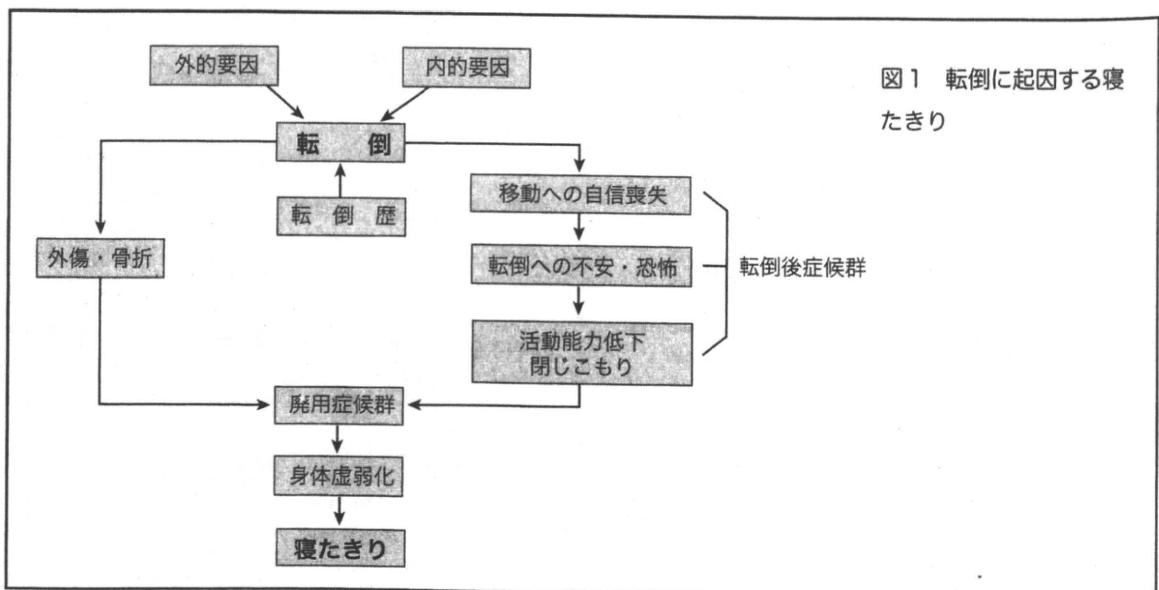 外的要因
内的要因
図1 転倒に起因する寝
たきり
転 倒
移動への自信喪失
転 倒 歴
外傷・骨折
転倒への不安・恐怖
転倒後症候群
活動能力低下
閉じこもり
廃用症候群
身体虚弱化
寝たきり